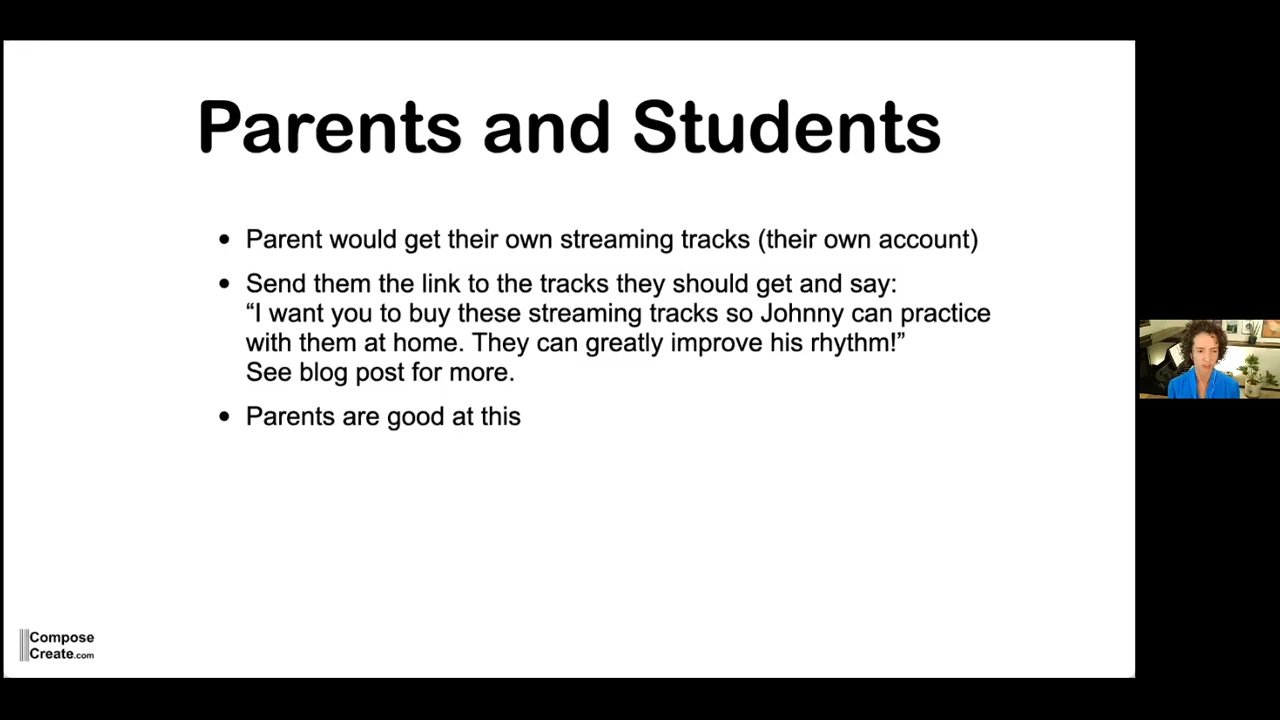 Parents and Students
• Parent would get their own streaming tracks (their own account)
• Send them the link to the tracks they should get and say:
“I want you to buy these streaming tracks so Johnny can practice
with them at home. They can greatly improve his rhythm!”
See blog post for more.
• Parents are good at this
Compose
Create.com